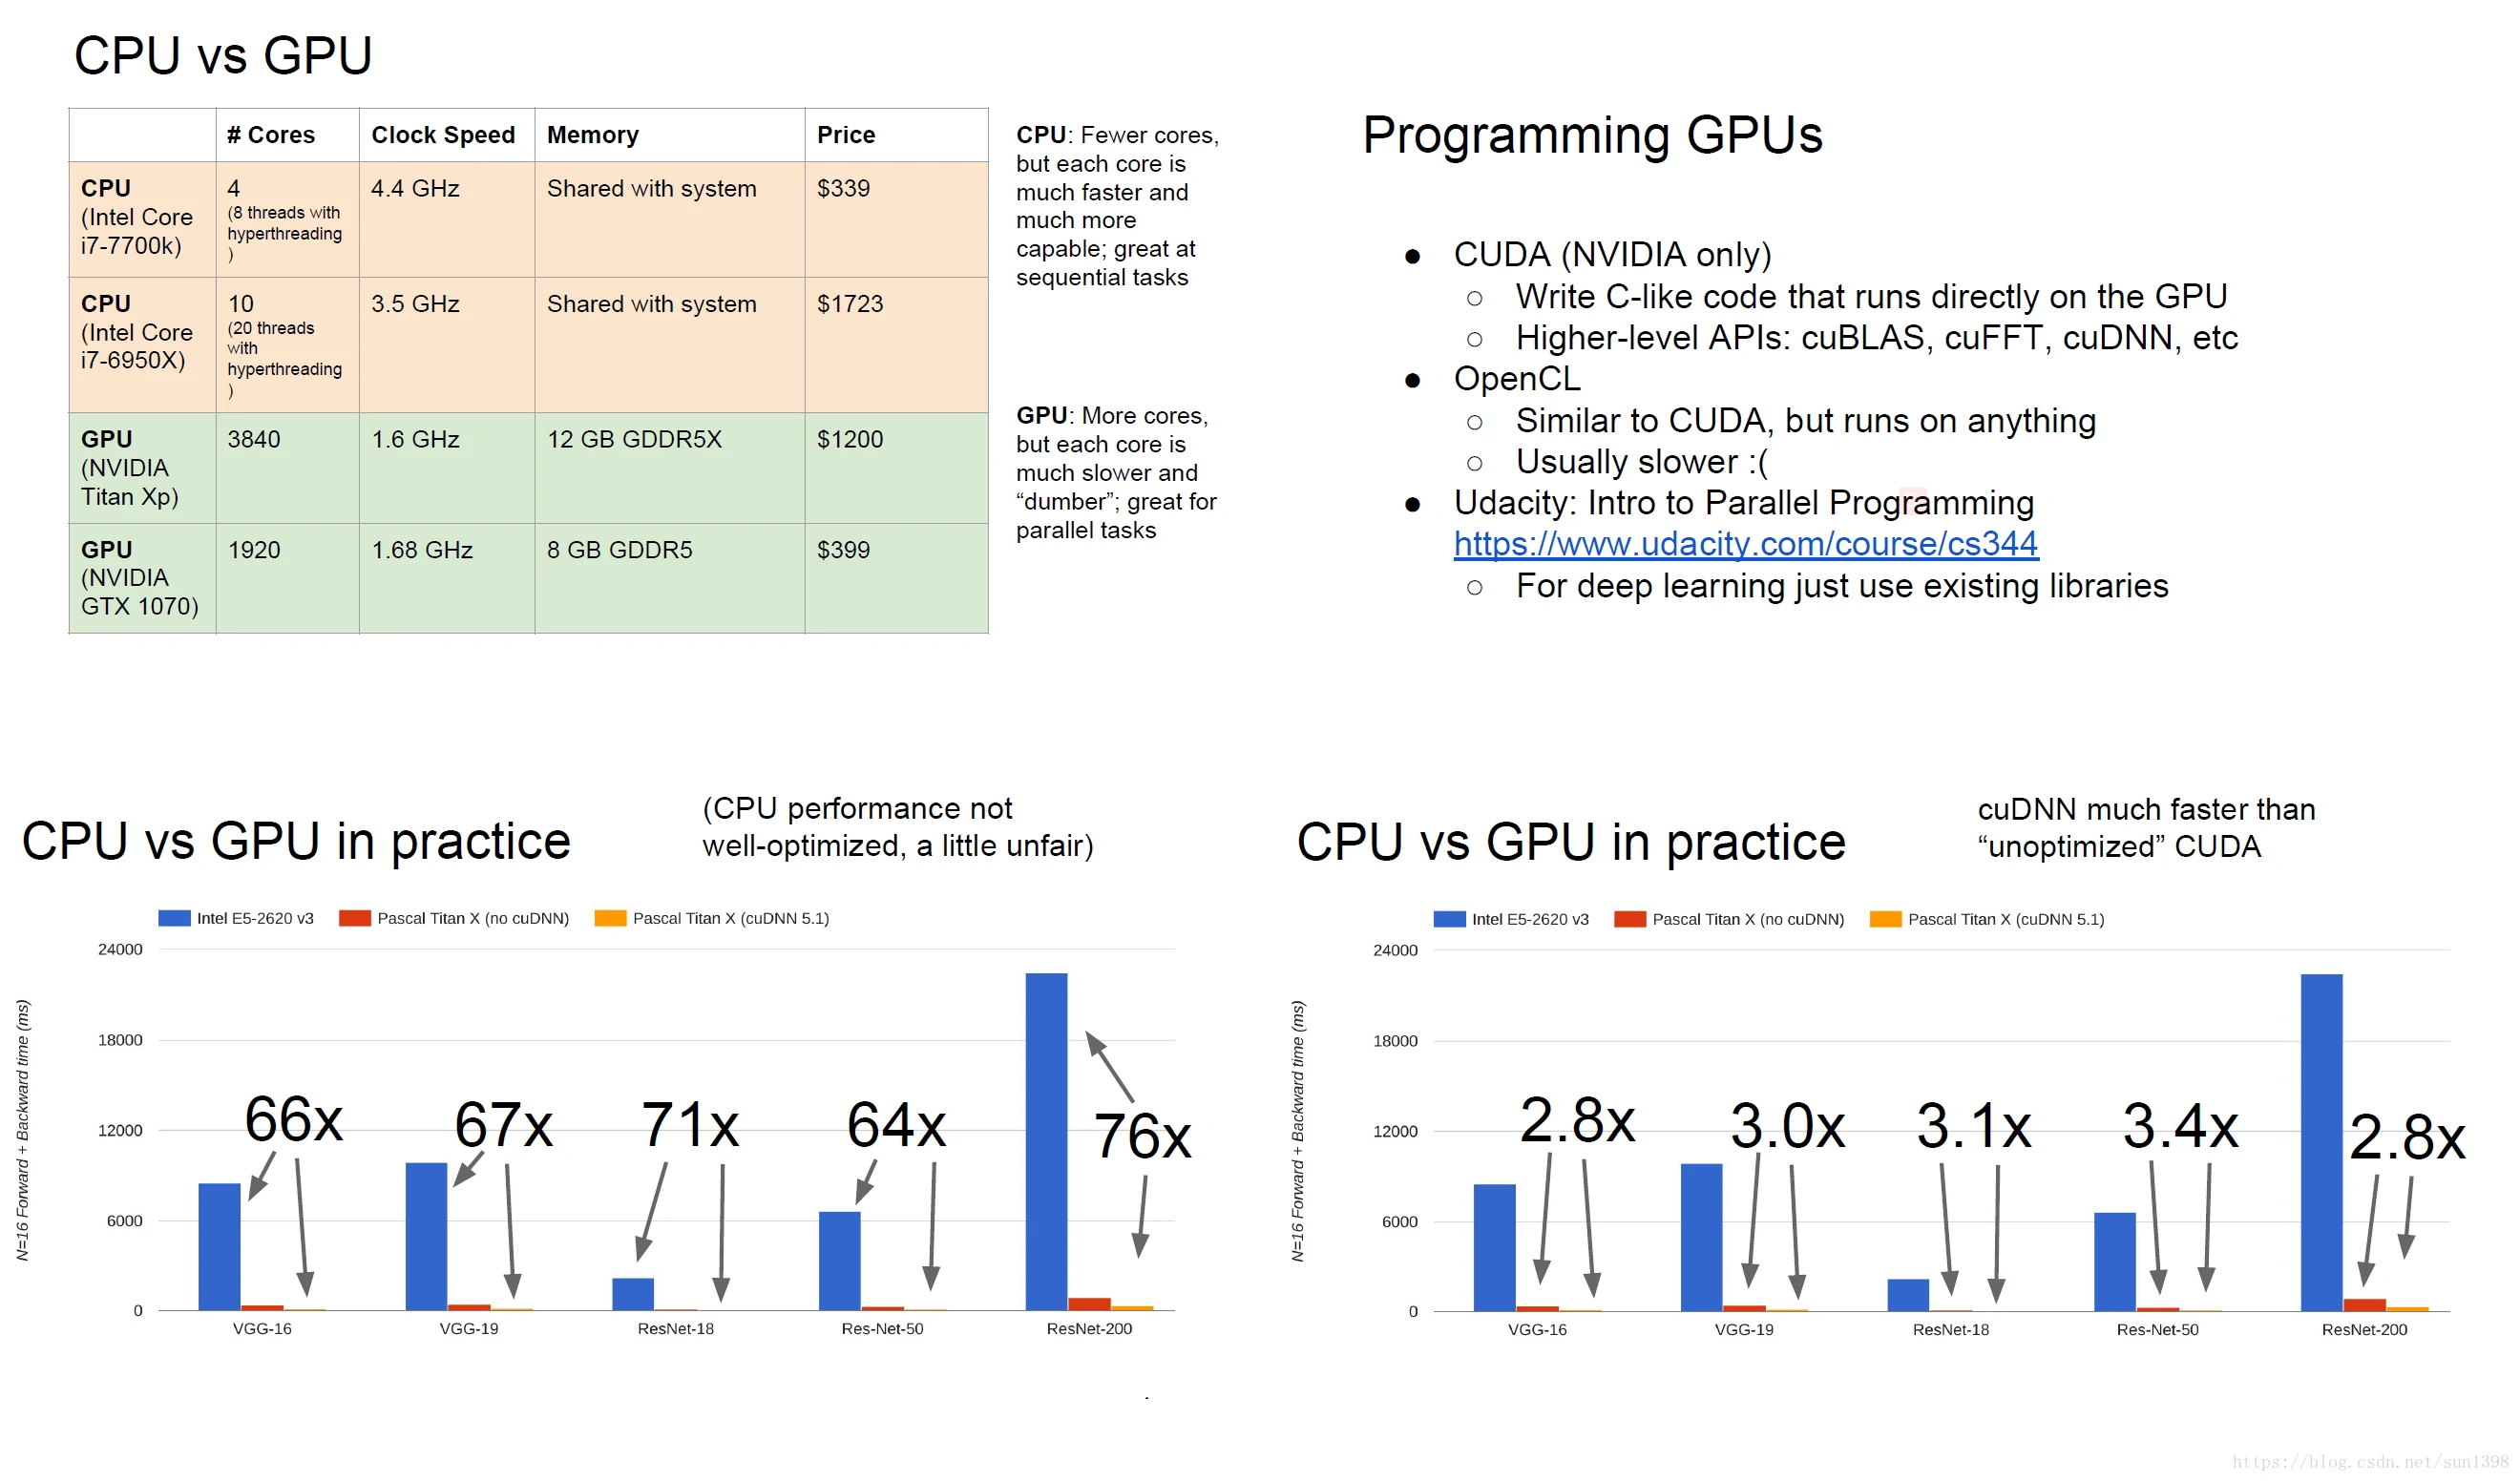 CPU vs GPU
# Cores
Clock Speed
Memory
Price
CPU
(Intel Core
i7-7700k)
4
(8 threads with
hyperthreading
)
4.4 GHz
Shared with system
$339
CPU
(Intel Core
i7-6950X)
10
(20 threads
with
hyperthreading
)
3.5 GHz
Shared with system
$1723
GPU
(NVIDIA
Titan Xp)
3840
1.6 GHz
12 GB GDDR5X
$1200
GPU
(NVIDIA
GTX 1070)
1920
1.68 GHz
8 GB GDDR5
$399
CPU: Fewer cores,
but each core is
much faster and
much more
capable; great at
sequential tasks
GPU: More cores,
but each core is
much slower and
“dumber”; great for
parallel tasks
Programming GPUs
● CUDA (NVIDIA only)
○ Write C-like code that runs directly on the GPU
○ Higher-level APIs: cuBLAS, cuFFT, cuDNN, etc
● OpenCL
○ Similar to CUDA, but runs on anything
○ Usually slower :(
● Udacity: Intro to Parallel Programming
https://www.udacity.com/course/cs344
○ For deep learning just use existing libraries
CPU vs GPU in practice
(CPU performance not
well-optimized, a little unfair)
Intel E5-2620 v3
Pascal Titan X (no cuDNN)
Pascal Titan X (cuDNN 5.1)
N=16 Forward + Backward time (ms)
24000
18000
12000
6000
0
66x
67x
71x
64x
76x
VGG-16
VGG-19
ResNet-18
Res-Net-50
ResNet-200
CPU vs GPU in practice
cuDNN much faster than
“unoptimized” CUDA
Intel E5-2620 v3
Pascal Titan X (no cuDNN)
Pascal Titan X (cuDNN 5.1)
N=16 Forward + Backward time (ms)
24000
18000
12000
6000
0
2.8x
3.0x
3.1x
3.4x
2.8x
VGG-16
VGG-19
ResNet-18
Res-Net-50
ResNet-200
https://blog.csdn.net/sun1398